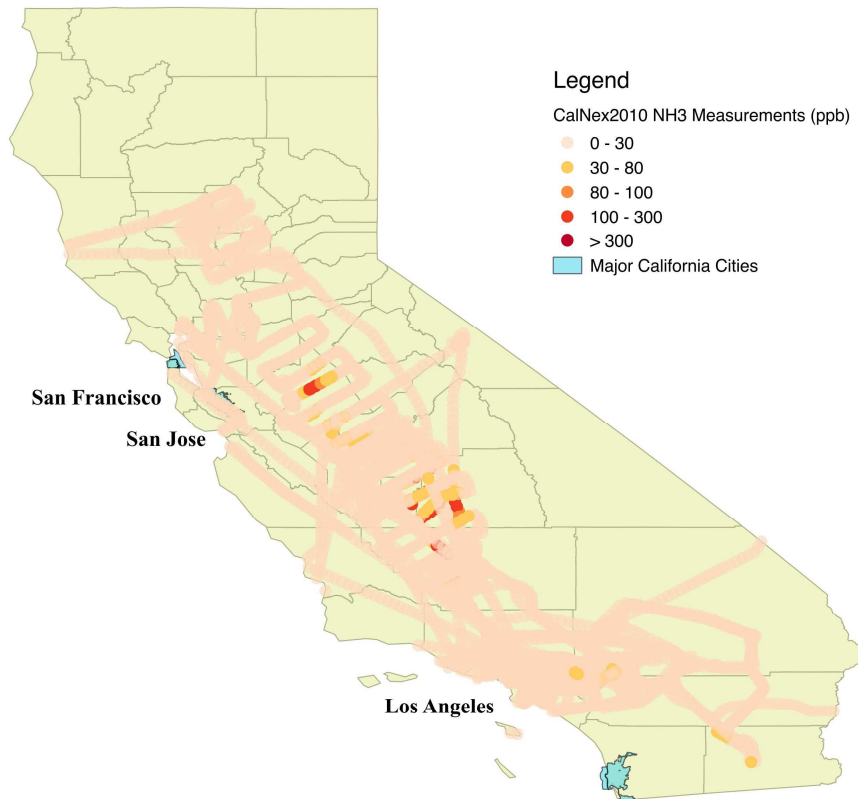 Legend
CalNex2010 NH3 Measurements (ppb)
0 - 30
30 - 80
80 - 100
100 - 300
> 300
Major California Cities
San Francisco
San Jose
Los Angeles